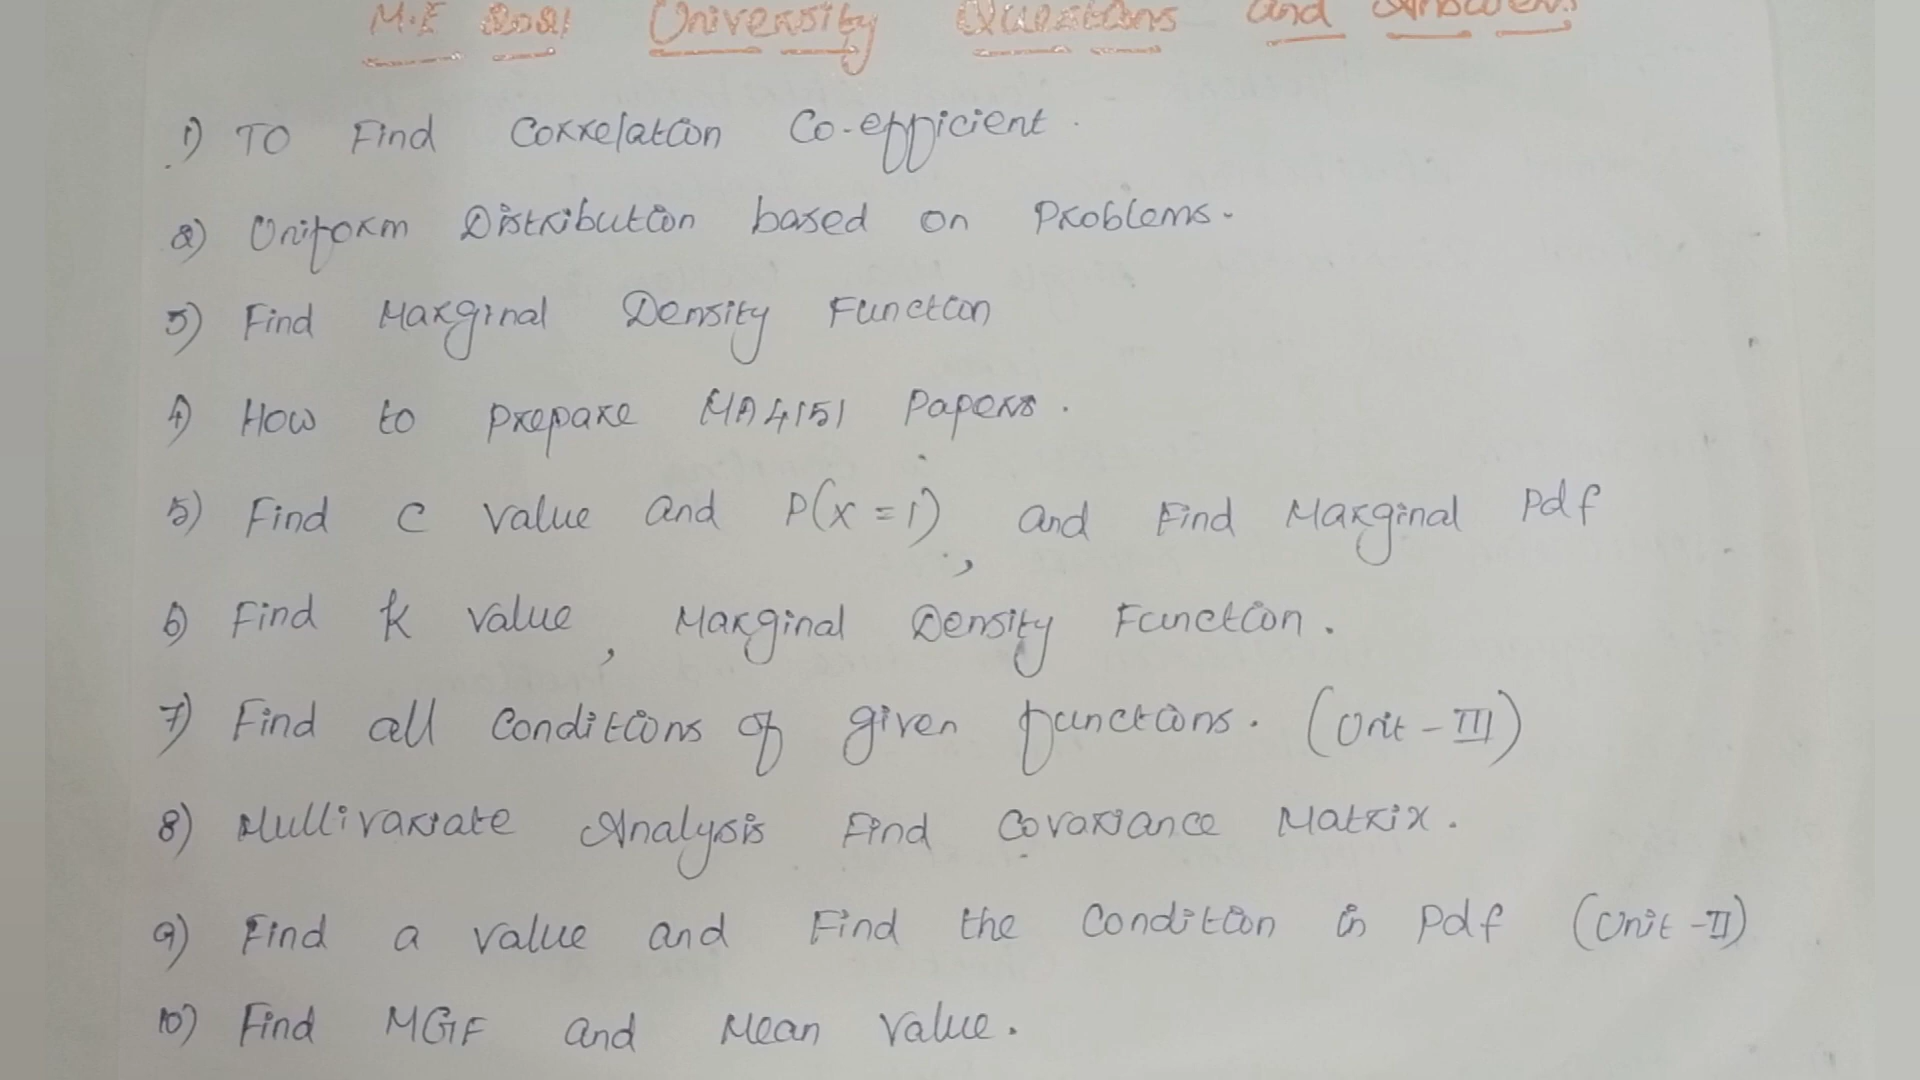 M.E 2021 University Questions and Answers
1) TO Find Correlation Co-efficient.
2) Uniform Distribution based on Problems.
3) Find Marginal Density Function
4) How to prepare MA4151 Papers.
5) Find c value and P(x=1), and Find Marginal Pdf
6) Find k value, Marginal Density Function.
7) Find all Conditions of given functions. (Unit-III)
8) Multivariate Analysis Find Covariance Matrix.
9) Find a value and Find the Condition in Pdf (Unit-II)
10) Find MGF and Mean Value.